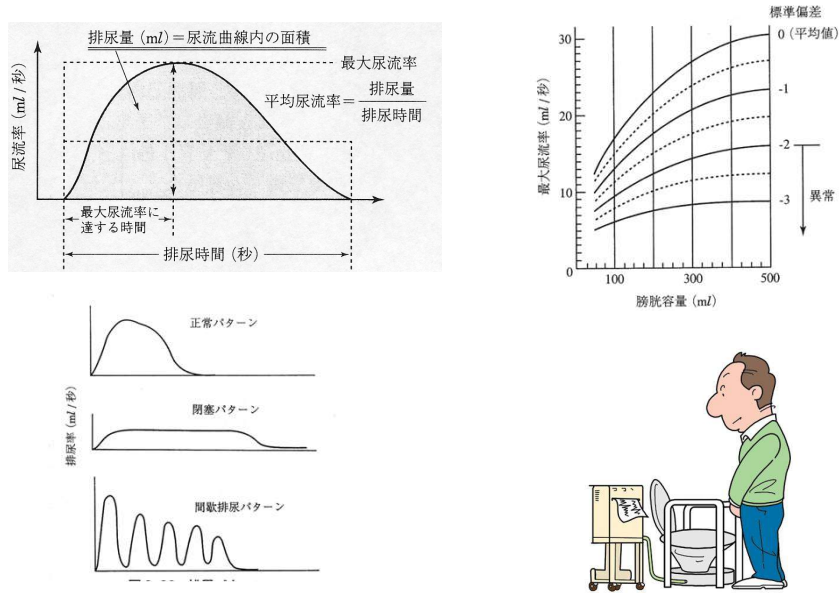 排尿量(ml)=尿流曲線内の面積
最大尿流率
平均尿流率=排尿量/排尿時間
尿流率(ml/秒)
最大尿流率に
達する時間
排尿時間(秒)
標準偏差
0(平均値)
-1
-2
-3
異常
最大尿流率(ml/秒)
30
20
10
0
100
300
500
膀胱容量(ml)
正常パターン
閉塞パターン
間歇排尿パターン
排尿率(ml/秒)